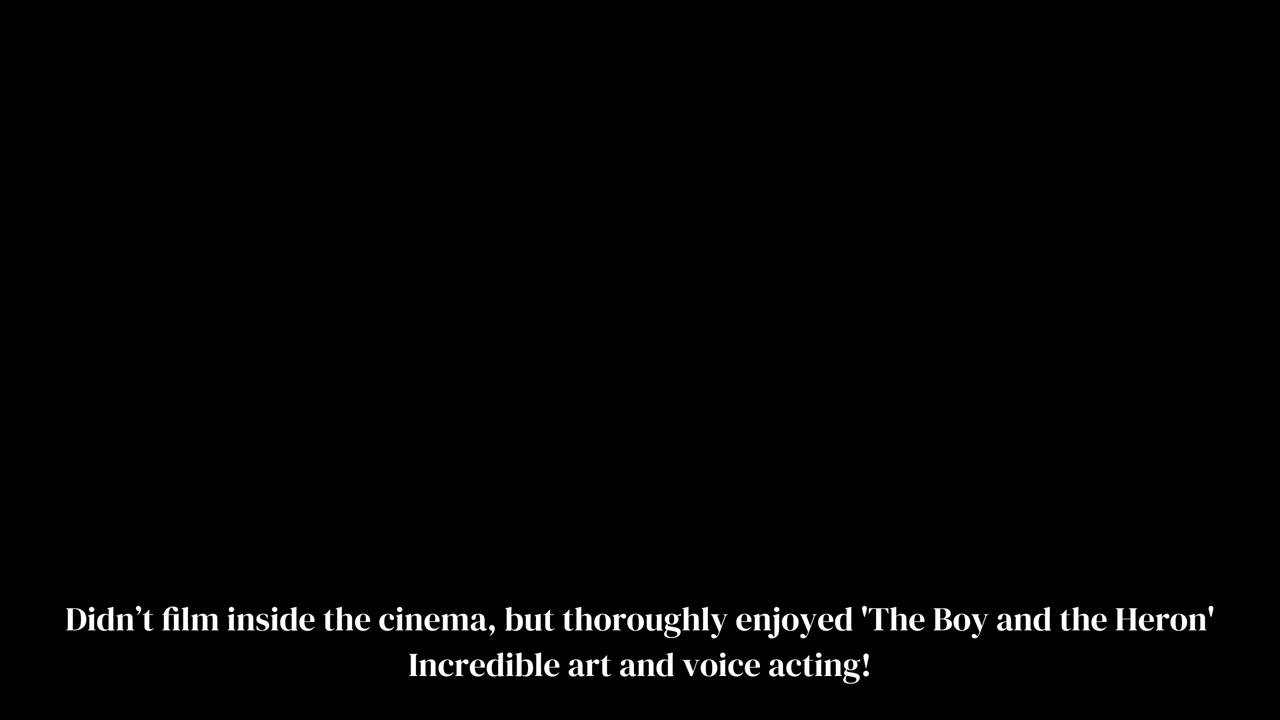 Didn’t film inside the cinema, but thoroughly enjoyed 'The Boy and the Heron'
Incredible art and voice acting!